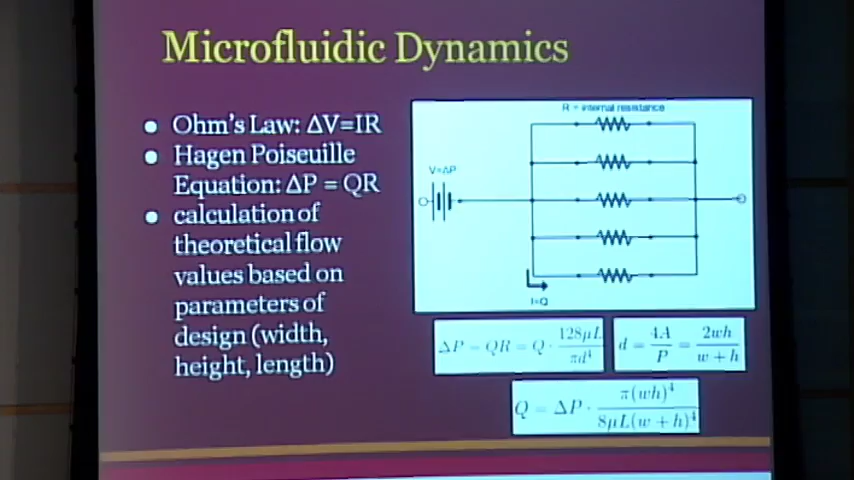 Microfluidic Dynamics
Ohm's Law: ΔV=IR
Hagen Poiseuille
Equation: ΔP = QR
calculation of
theoretical flow
values based on
parameters of
design (width,
height, length)
R = internal resistance
V=ΔP
I=Q
ΔP = QR = Q · 128μL / πd⁴
d = 4A / P = 2wh / w + h
Q = ΔP · π(wh)⁴ / 8μL(w + h)⁴